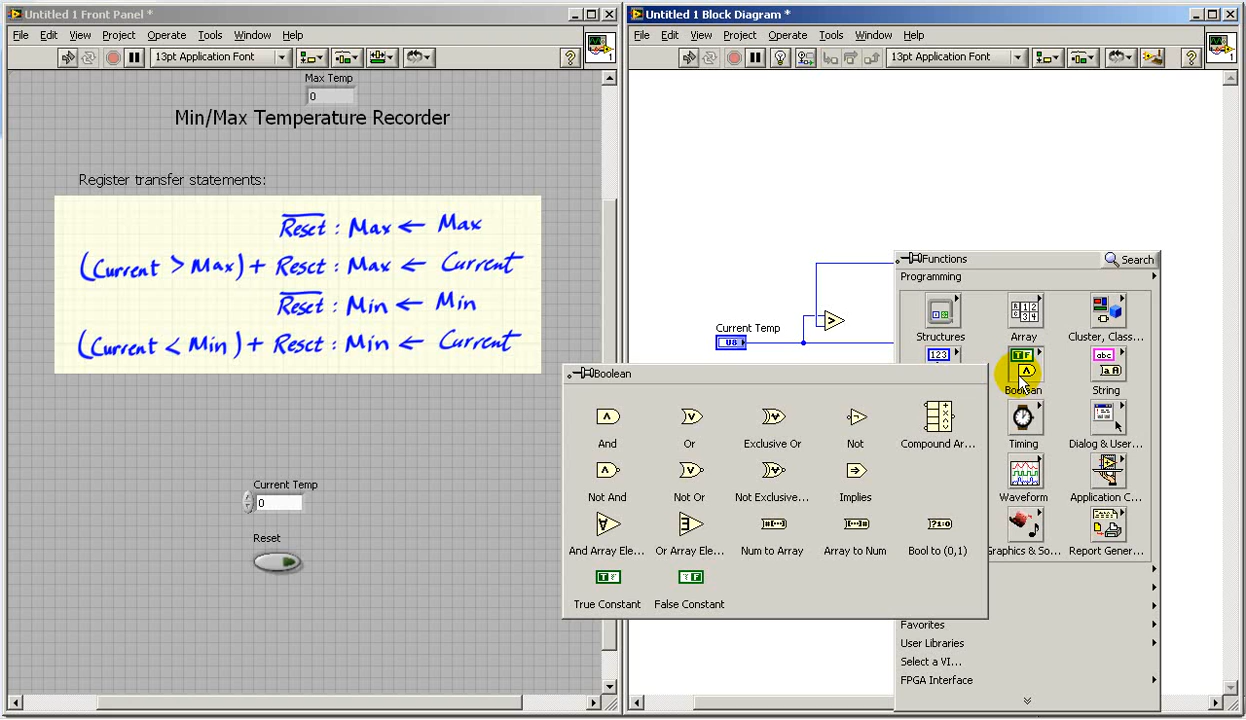 Untitled 1 Front Panel *
File Edit View Project Operate Tools Window Help
13pt Application Font
1
Max Temp
0
Min/Max Temperature Recorder
Register transfer statements:
R̅e̅s̅e̅t̅ : Max ← Max
(Current > Max) + Reset : Max ← Current
R̅e̅s̅e̅t̅ : Min ← Min
(Current < Min) + Reset : Min ← Current
Current Temp
0
Reset
Untitled 1 Block Diagram *
File Edit View Project Operate Tools Window Help
13pt Application Font
1
Current Temp
U8
>
Functions
Search
Programming
Structures Array Cluster, Class...
123 TF abc aA
Boolean String
Timing Dialog & User...
Waveform Application C...
Graphics & So... Report Gener...
Favorites
User Libraries
Select a VI...
FPGA Interface
Boolean
And Or Exclusive Or Not Compound Ar...
Not And Not Or Not Exclusive... Implies
And Array Ele... Or Array Ele... Num to Array Array to Num Bool to (0,1)
True Constant False Constant